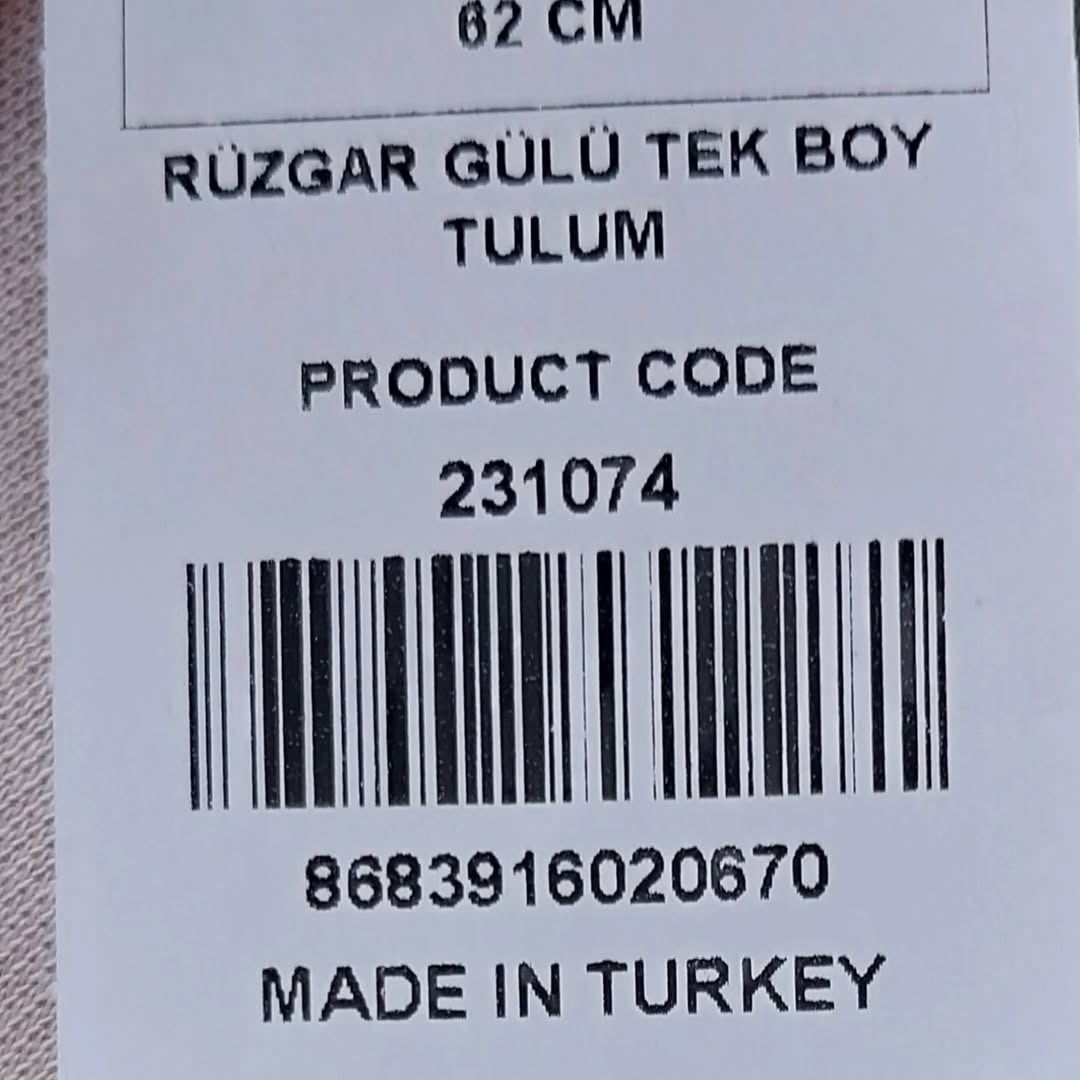 62 CM
RÜZGAR GÜLÜ TEK BOY
TULUM
PRODUCT CODE
231074
8683916020670
MADE IN TURKEY